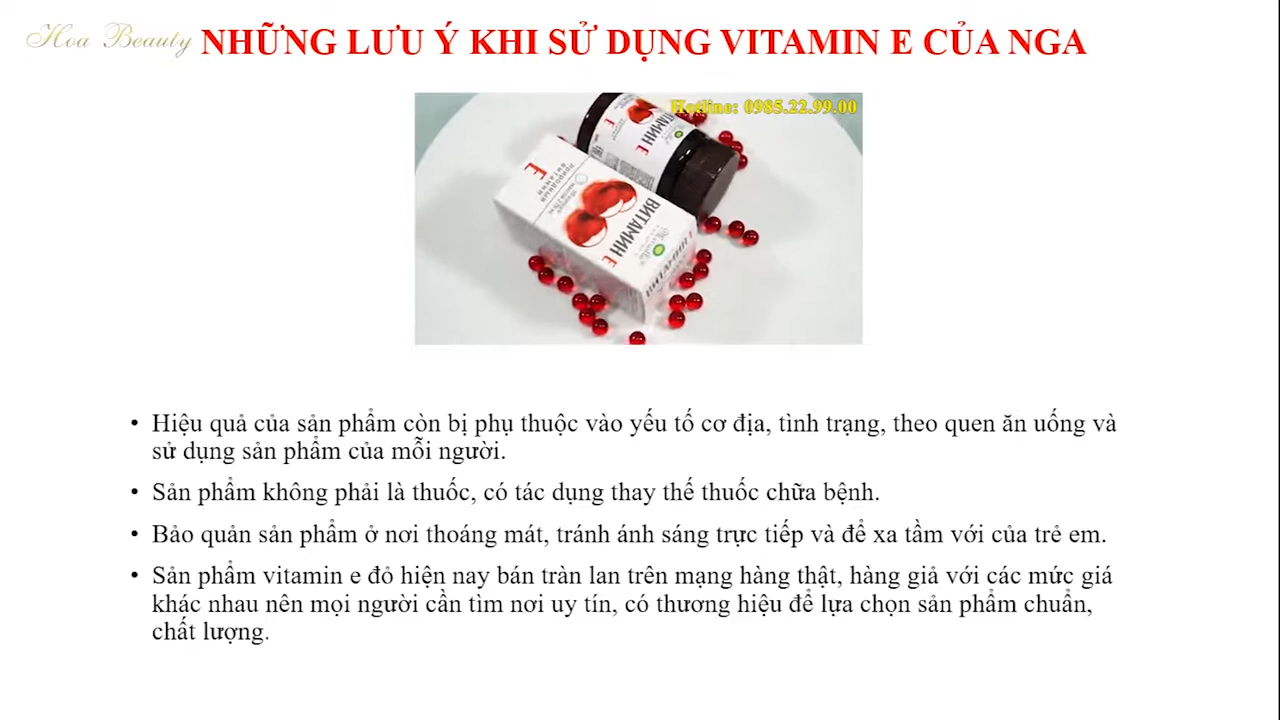 Hoa Beauty
NHỮNG LƯU Ý KHI SỬ DỤNG VITAMIN E CỦA NGA
Hotline: 0985.22.99.00
ВИТАМИН E
E
природный
витамин
ВИТАМИН E
• Hiệu quả của sản phẩm còn bị phụ thuộc vào yếu tố cơ địa, tình trạng, theo quen ăn uống và
sử dụng sản phẩm của mỗi người.
• Sản phẩm không phải là thuốc, có tác dụng thay thế thuốc chữa bệnh.
• Bảo quản sản phẩm ở nơi thoáng mát, tránh ánh sáng trực tiếp và để xa tầm với của trẻ em.
• Sản phẩm vitamin e đỏ hiện nay bán tràn lan trên mạng hàng thật, hàng giả với các mức giá
khác nhau nên mọi người cần tìm nơi uy tín, có thương hiệu để lựa chọn sản phẩm chuẩn,
chất lượng.